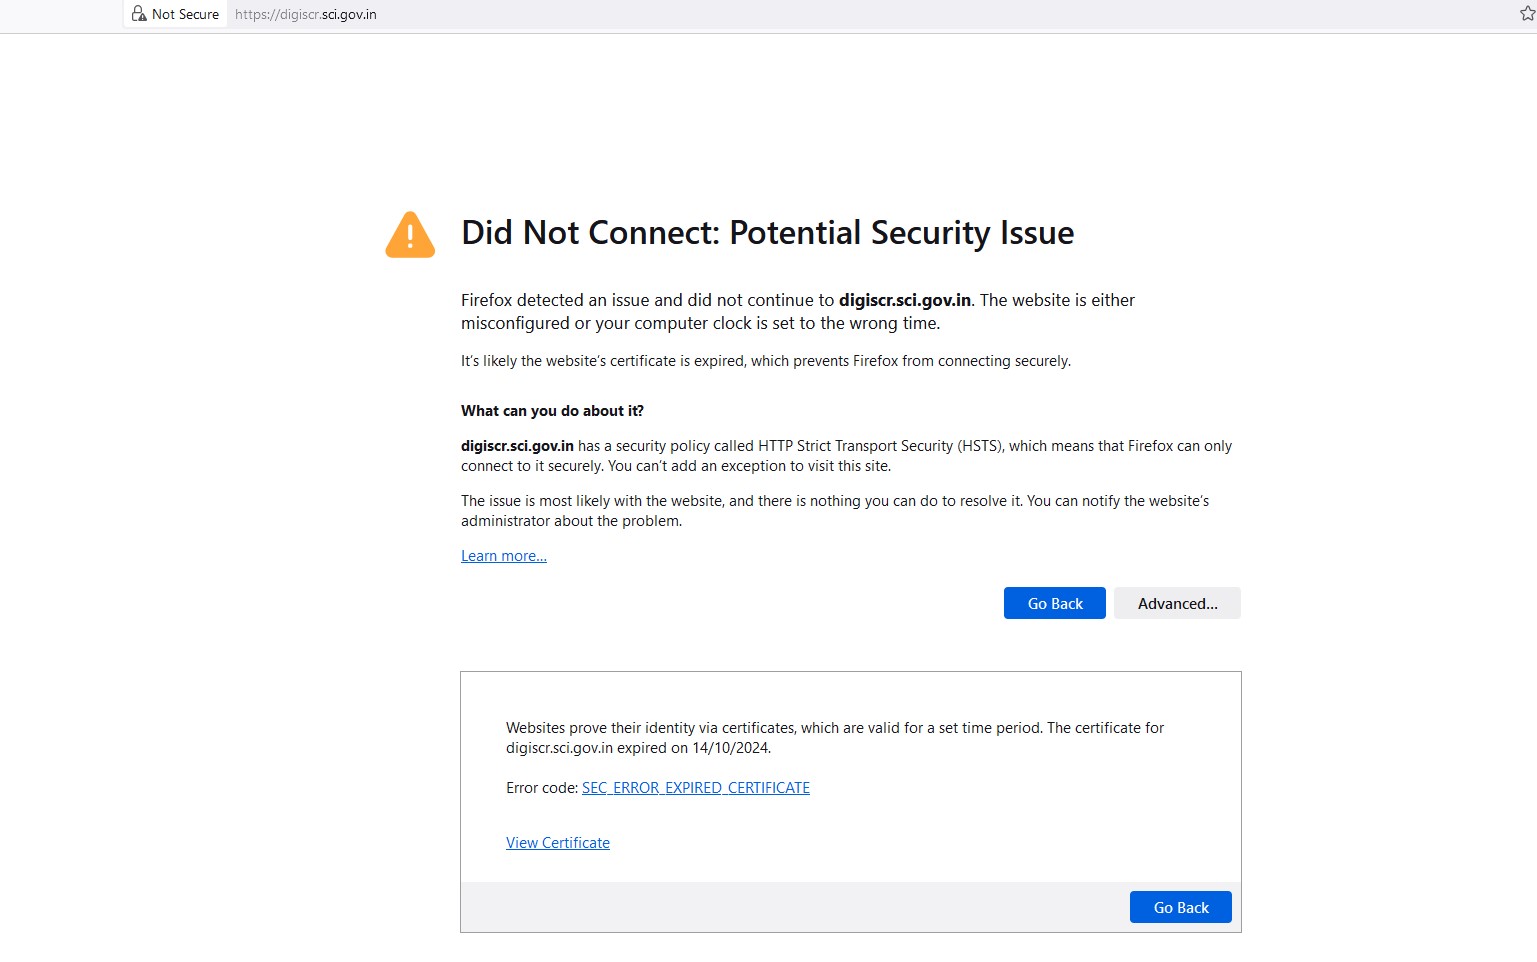 Not Secure https://digiscr.sci.gov.in
Did Not Connect: Potential Security Issue
Firefox detected an issue and did not continue to digiscr.sci.gov.in. The website is either
misconfigured or your computer clock is set to the wrong time.
It’s likely the website’s certificate is expired, which prevents Firefox from connecting securely.
What can you do about it?
digiscr.sci.gov.in has a security policy called HTTP Strict Transport Security (HSTS), which means that Firefox can only
connect to it securely. You can’t add an exception to visit this site.
The issue is most likely with the website, and there is nothing you can do to resolve it. You can notify the website’s
administrator about the problem.
Learn more…
Go Back Advanced…
Websites prove their identity via certificates, which are valid for a set time period. The certificate for
digiscr.sci.gov.in expired on 14/10/2024.
Error code: SEC_ERROR_EXPIRED_CERTIFICATE
View Certificate
Go Back